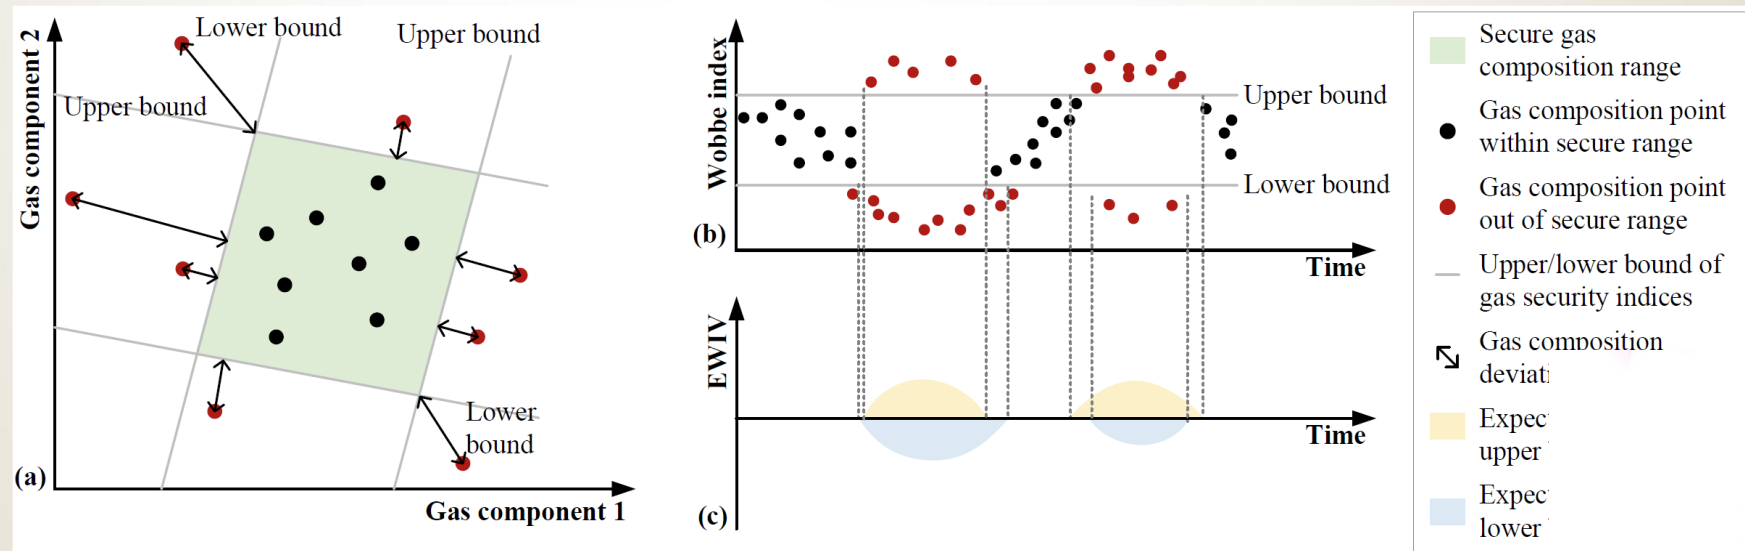 Gas component 2
Lower bound
Upper bound
Upper bound
Lower
bound
(a)
Gas component 1
Wobbe index
Upper bound
Lower bound
(b)
Time
EWIV
Time
(c)
Secure gas
composition range
Gas composition point
within secure range
Gas composition point
out of secure range
Upper/lower bound of
gas security indices
Gas composition
upper
lower